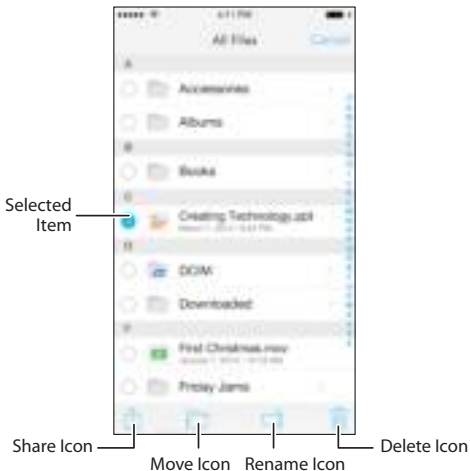 All Files
Cancel
A
Accessories
Albums
B
Books
C
Selected
Item
Creating Technology.ppt
D
DCIM
Downloaded
F
First Christmas.mov
Friday Jams
Share Icon
Move Icon
Rename Icon
Delete Icon